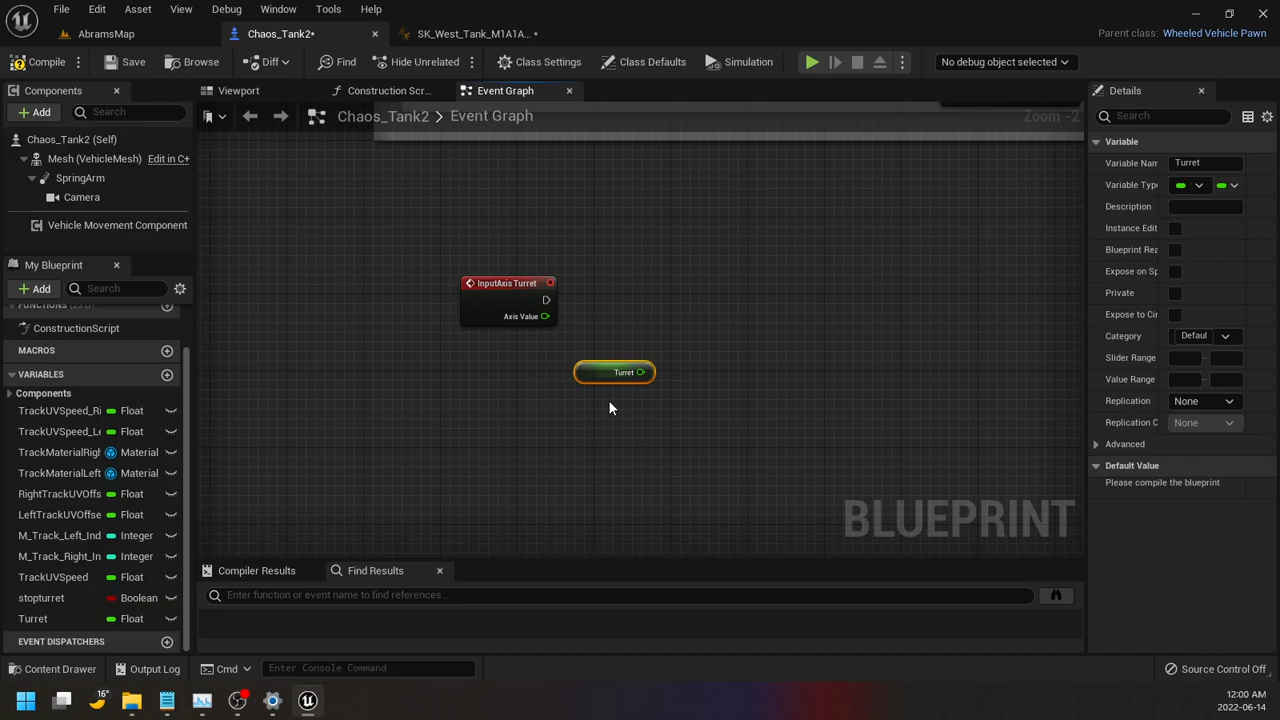 File Edit Asset View Debug Window Tools Help
AbramsMap Chaos_Tank2* SK_West_Tank_M1A1A... * Parent class: Wheeled Vehicle Pawn
Compile Save Browse Diff Find Hide Unrelated Class Settings Class Defaults Simulation No debug object selected
Components Viewport Construction Scr... Event Graph Details
Add Search Chaos_Tank2 > Event Graph Zoom -2 Search
Chaos_Tank2 (Self) Variable
Mesh (VehicleMesh) Edit in C+ Variable Nam Turret
SpringArm Variable Type
Camera Description
Vehicle Movement Component Instance Edit
Blueprint Rea
My Blueprint Expose on Sp
Add Search InputAxis Turret Private
FUNCTIONS Expose to Cin
ConstructionScript Axis Value Category Defaul
MACROS Slider Range
VARIABLES Turret Value Range
Components Replication None
TrackUVSpeed_Ri Float Replication C None
TrackUVSpeed_Le Float Advanced
TrackMaterialRigh Material Default Value
TrackMaterialLeft Material Please compile the blueprint
RightTrackUVOffs Float
LeftTrackUVOffse Float BLUEPRINT
M_Track_Left_Ind Integer
M_Track_Right_In Integer Compiler Results Find Results
TrackUVSpeed Float
stopturret Boolean Enter function or event name to find references...
Turret Float
EVENT DISPATCHERS
Content Drawer Output Log Cmd Enter Console Command Source Control Off
16° 12:00 AM
2022-06-14